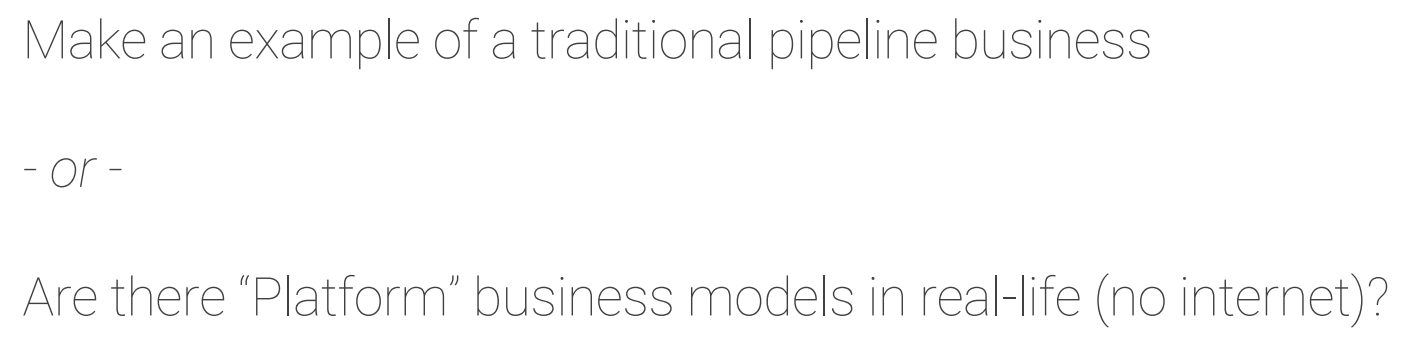 Make an example of a traditional pipeline business
- or -
Are there “Platform” business models in real-life (no internet)?